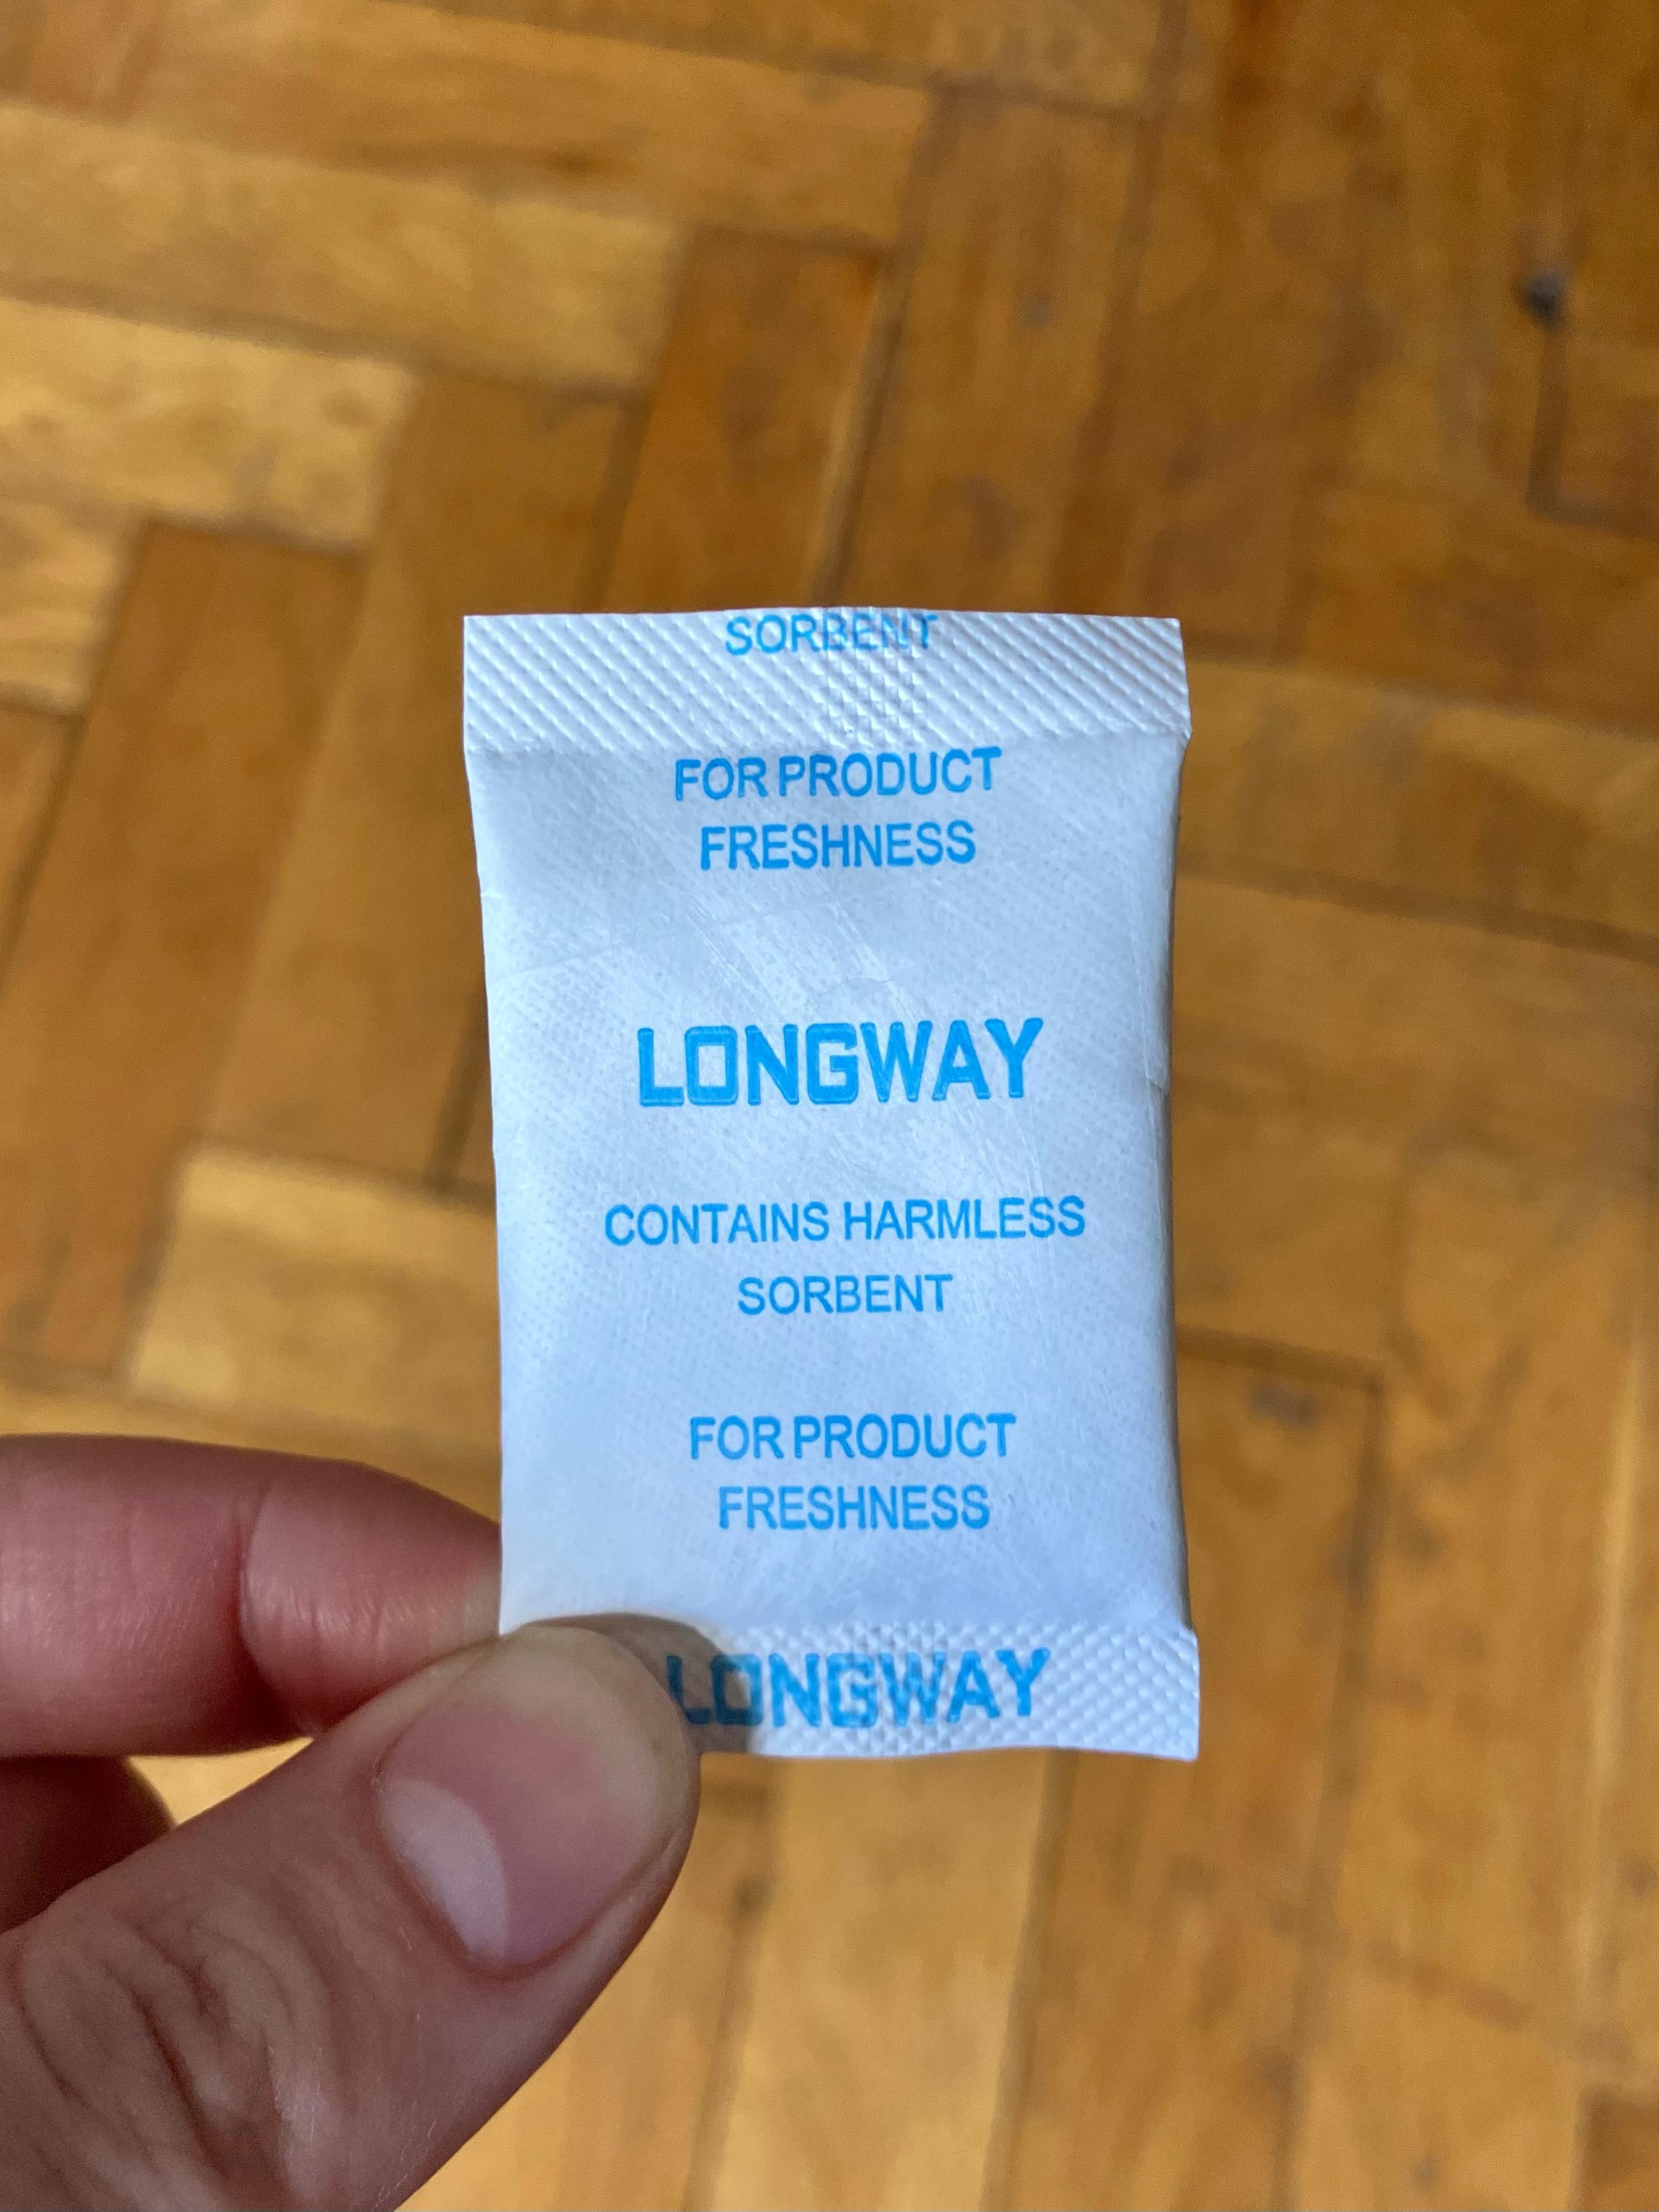 SORBENT
FOR PRODUCT
FRESHNESS
LONGWAY
CONTAINS HARMLESS
SORBENT
FOR PRODUCT
FRESHNESS
LONGWAY